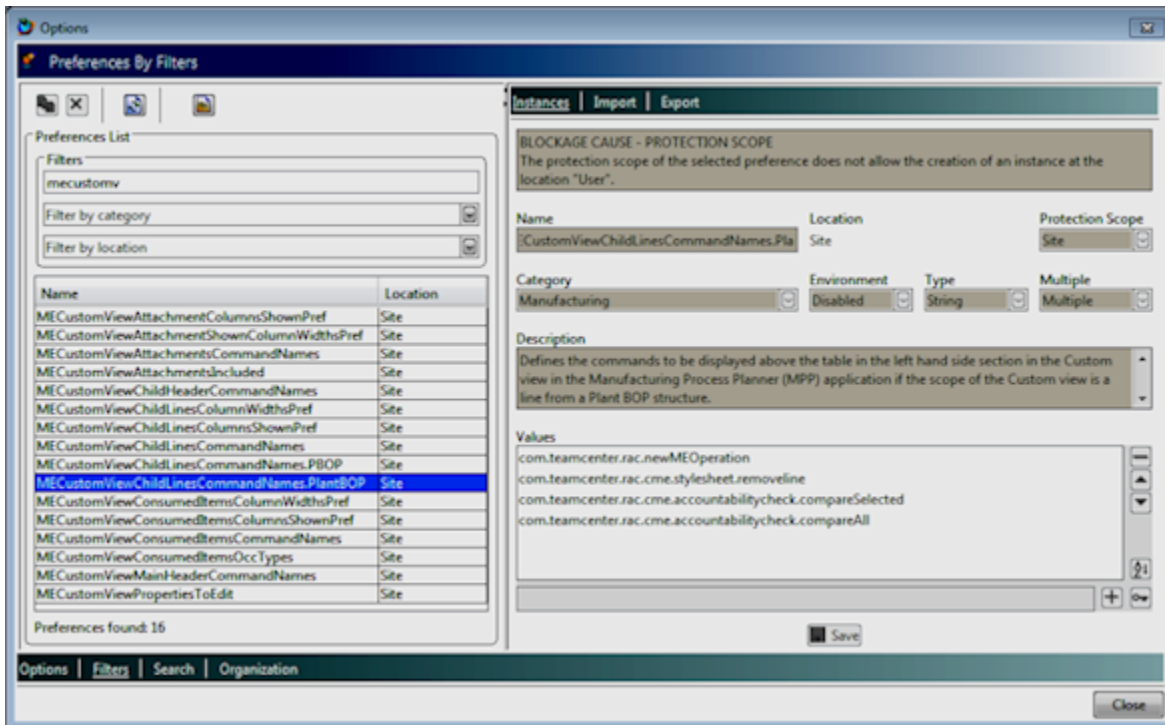 Options
Preferences By Filters
Preferences List
Filters
mecustomv
Filter by category
Filter by location
Name Location
MECustomViewAttachmentColumnsShownPref Site
MECustomViewAttachmentShownColumnWidthsPref Site
MECustomViewAttachmentsCommandNames Site
MECustomViewAttachmentsIncluded Site
MECustomViewChildHeaderCommandNames Site
MECustomViewChildLinesColumnWidthsPref Site
MECustomViewChildLinesColumnsShownPref Site
MECustomViewChildLinesCommandNames Site
MECustomViewChildLinesCommandNames.PBOP Site
MECustomViewChildLinesCommandNames.PlantBOP Site
MECustomViewConsumedItemsColumnWidthsPref Site
MECustomViewConsumedItemsColumnsShownPref Site
MECustomViewConsumedItemsCommandNames Site
MECustomViewConsumedItemsOccTypes Site
MECustomViewMainHeaderCommandNames Site
MECustomViewPropertiesToEdit Site
Preferences found: 16
Instances Import Export
BLOCKAGE CAUSE - PROTECTION SCOPE
The protection scope of the selected preference does not allow the creation of an instance at the
location "User".
Name Location Protection Scope
CustomViewChildLinesCommandNames.Pla Site Site
Category Environment Type Multiple
Manufacturing Disabled String Multiple
Description
Defines the commands to be displayed above the table in the left hand side section in the Custom
view in the Manufacturing Process Planner (MPP) application if the scope of the Custom view is a
line from a Plant BOP structure.
Values
com.teamcenter.rac.newMEOperation
com.teamcenter.rac.cme.stylesheet.removeline
com.teamcenter.rac.cme.accountabilitycheck.compareSelected
com.teamcenter.rac.cme.accountabilitycheck.compareAll
Save
Options Filters Search Organization
Close